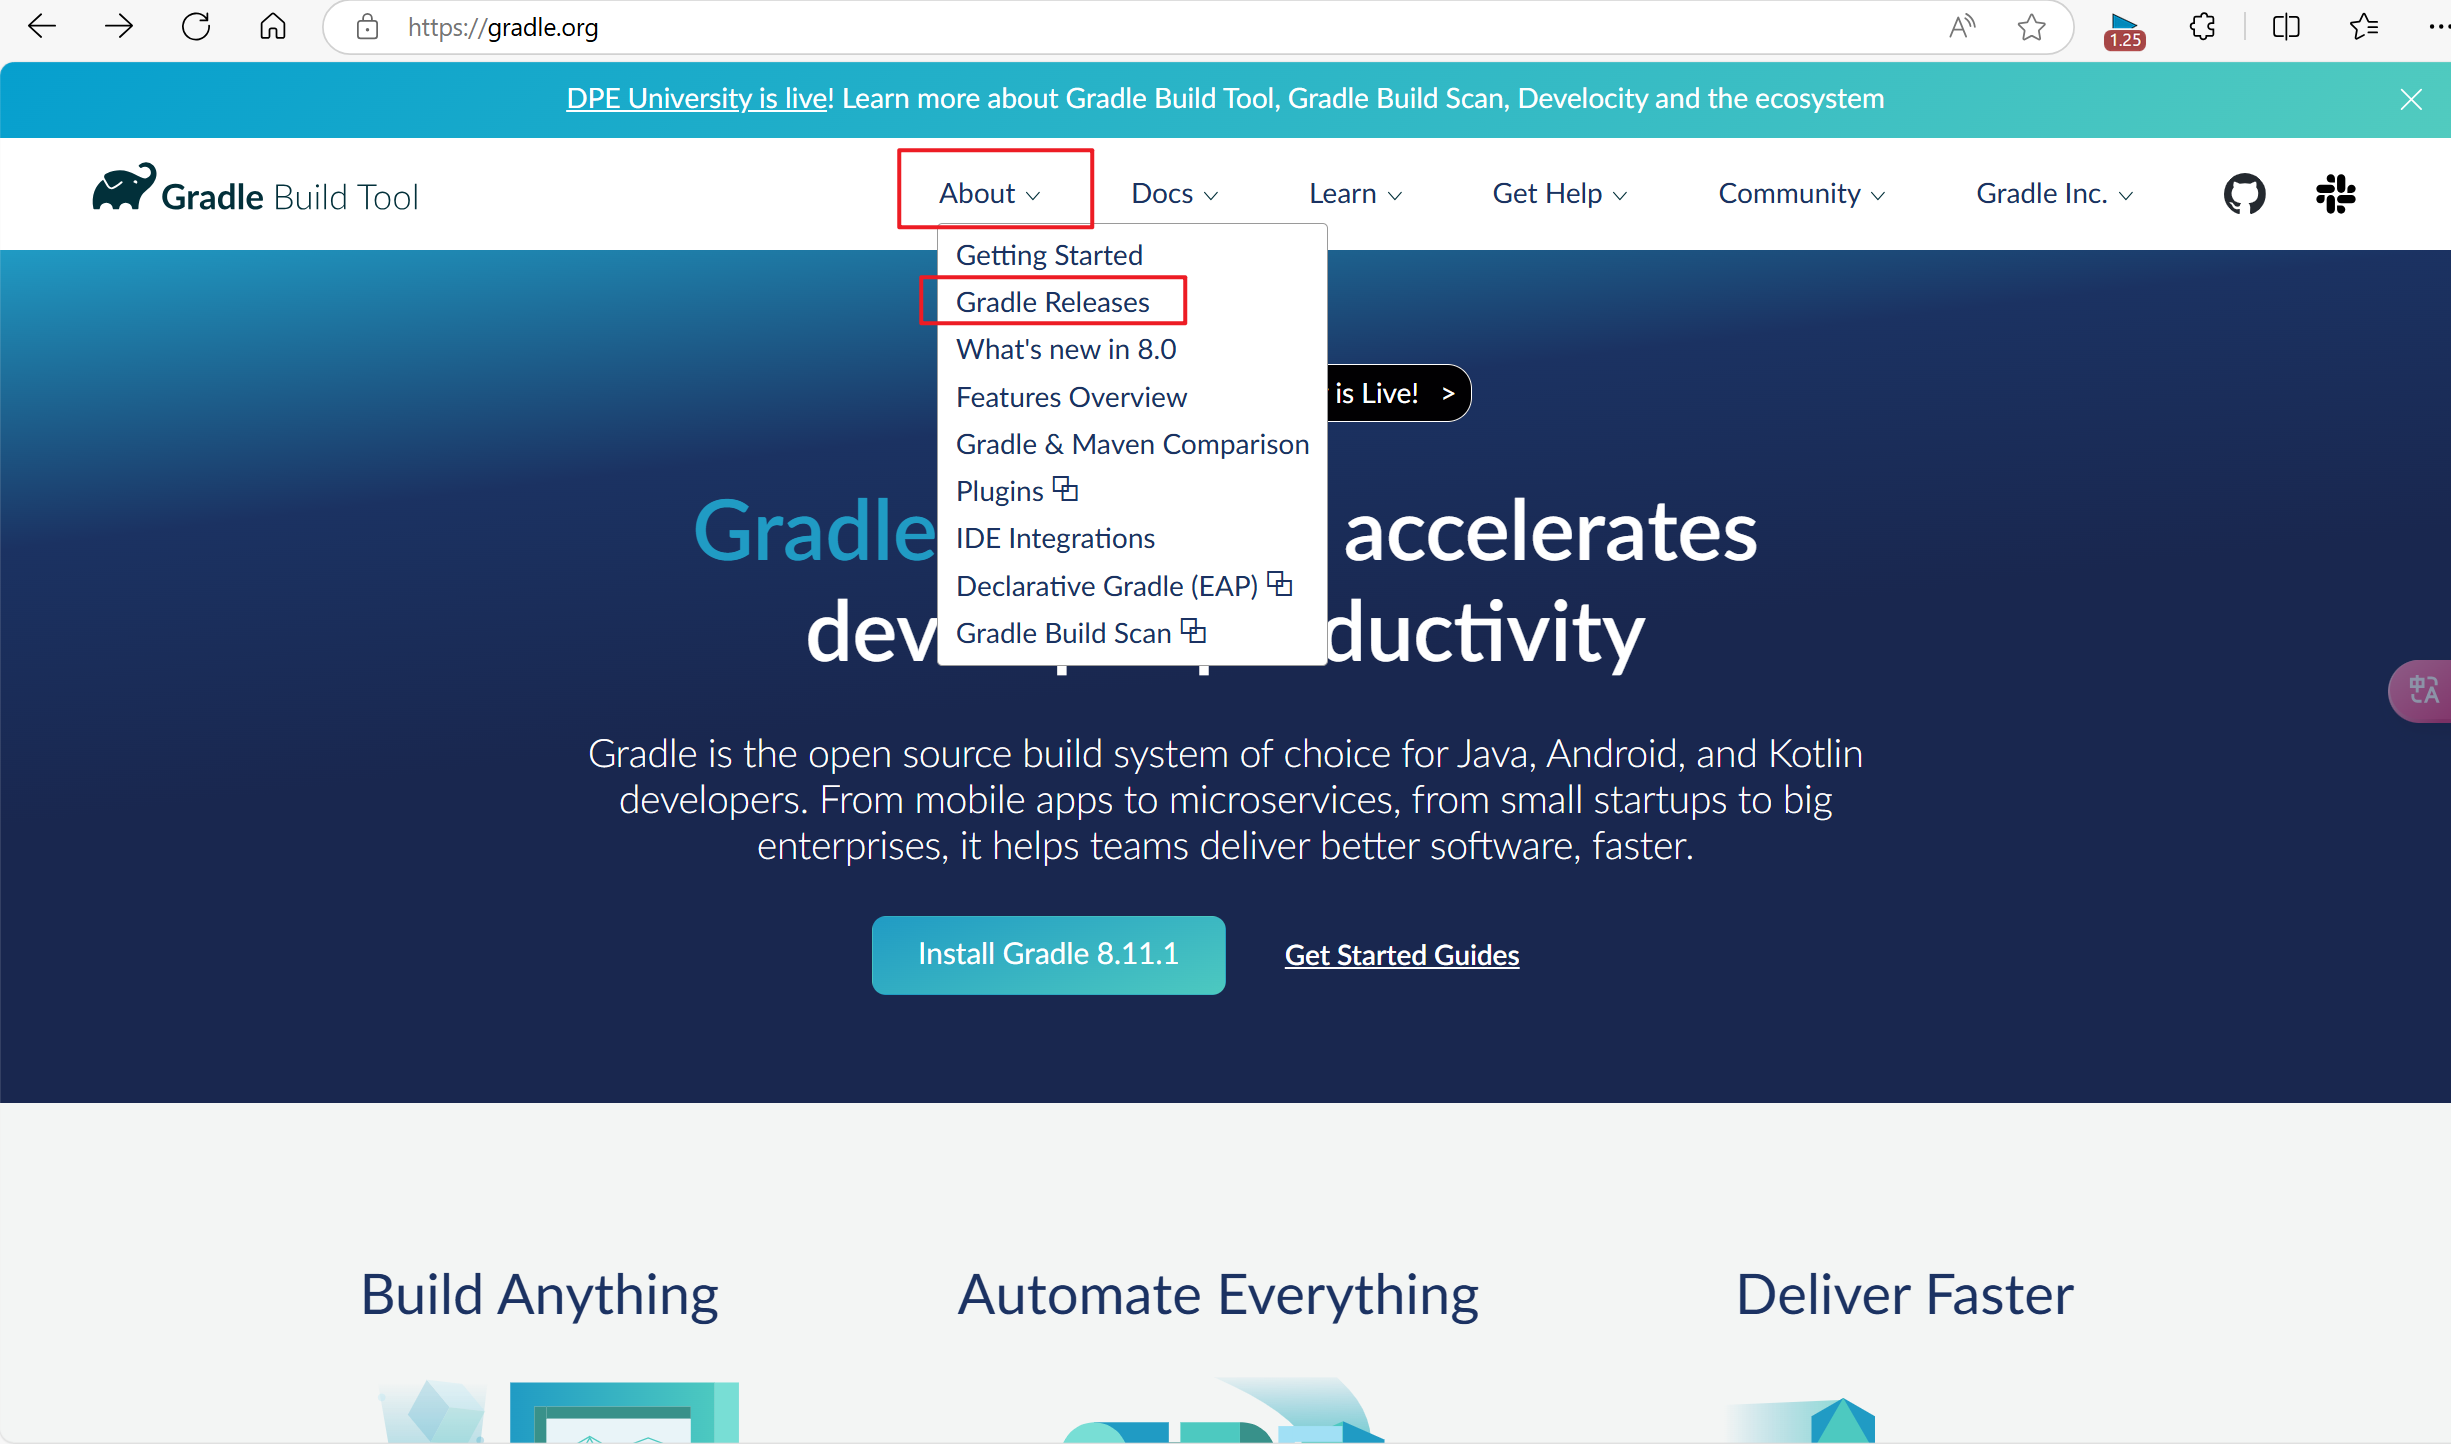 https://gradle.org
1.25
DPE University is live! Learn more about Gradle Build Tool, Gradle Build Scan, Develocity and the ecosystem
Gradle Build Tool
About
Docs
Learn
Get Help
Community
Gradle Inc.
Getting Started
Gradle Releases
What's new in 8.0
Features Overview
Gradle & Maven Comparison
Plugins
IDE Integrations
Declarative Gradle (EAP)
Gradle Build Scan
is Live! >
Gradle accelerates
dev ductivity
Gradle is the open source build system of choice for Java, Android, and Kotlin
developers. From mobile apps to microservices, from small startups to big
enterprises, it helps teams deliver better software, faster.
Install Gradle 8.11.1
Get Started Guides
Build Anything
Automate Everything
Deliver Faster